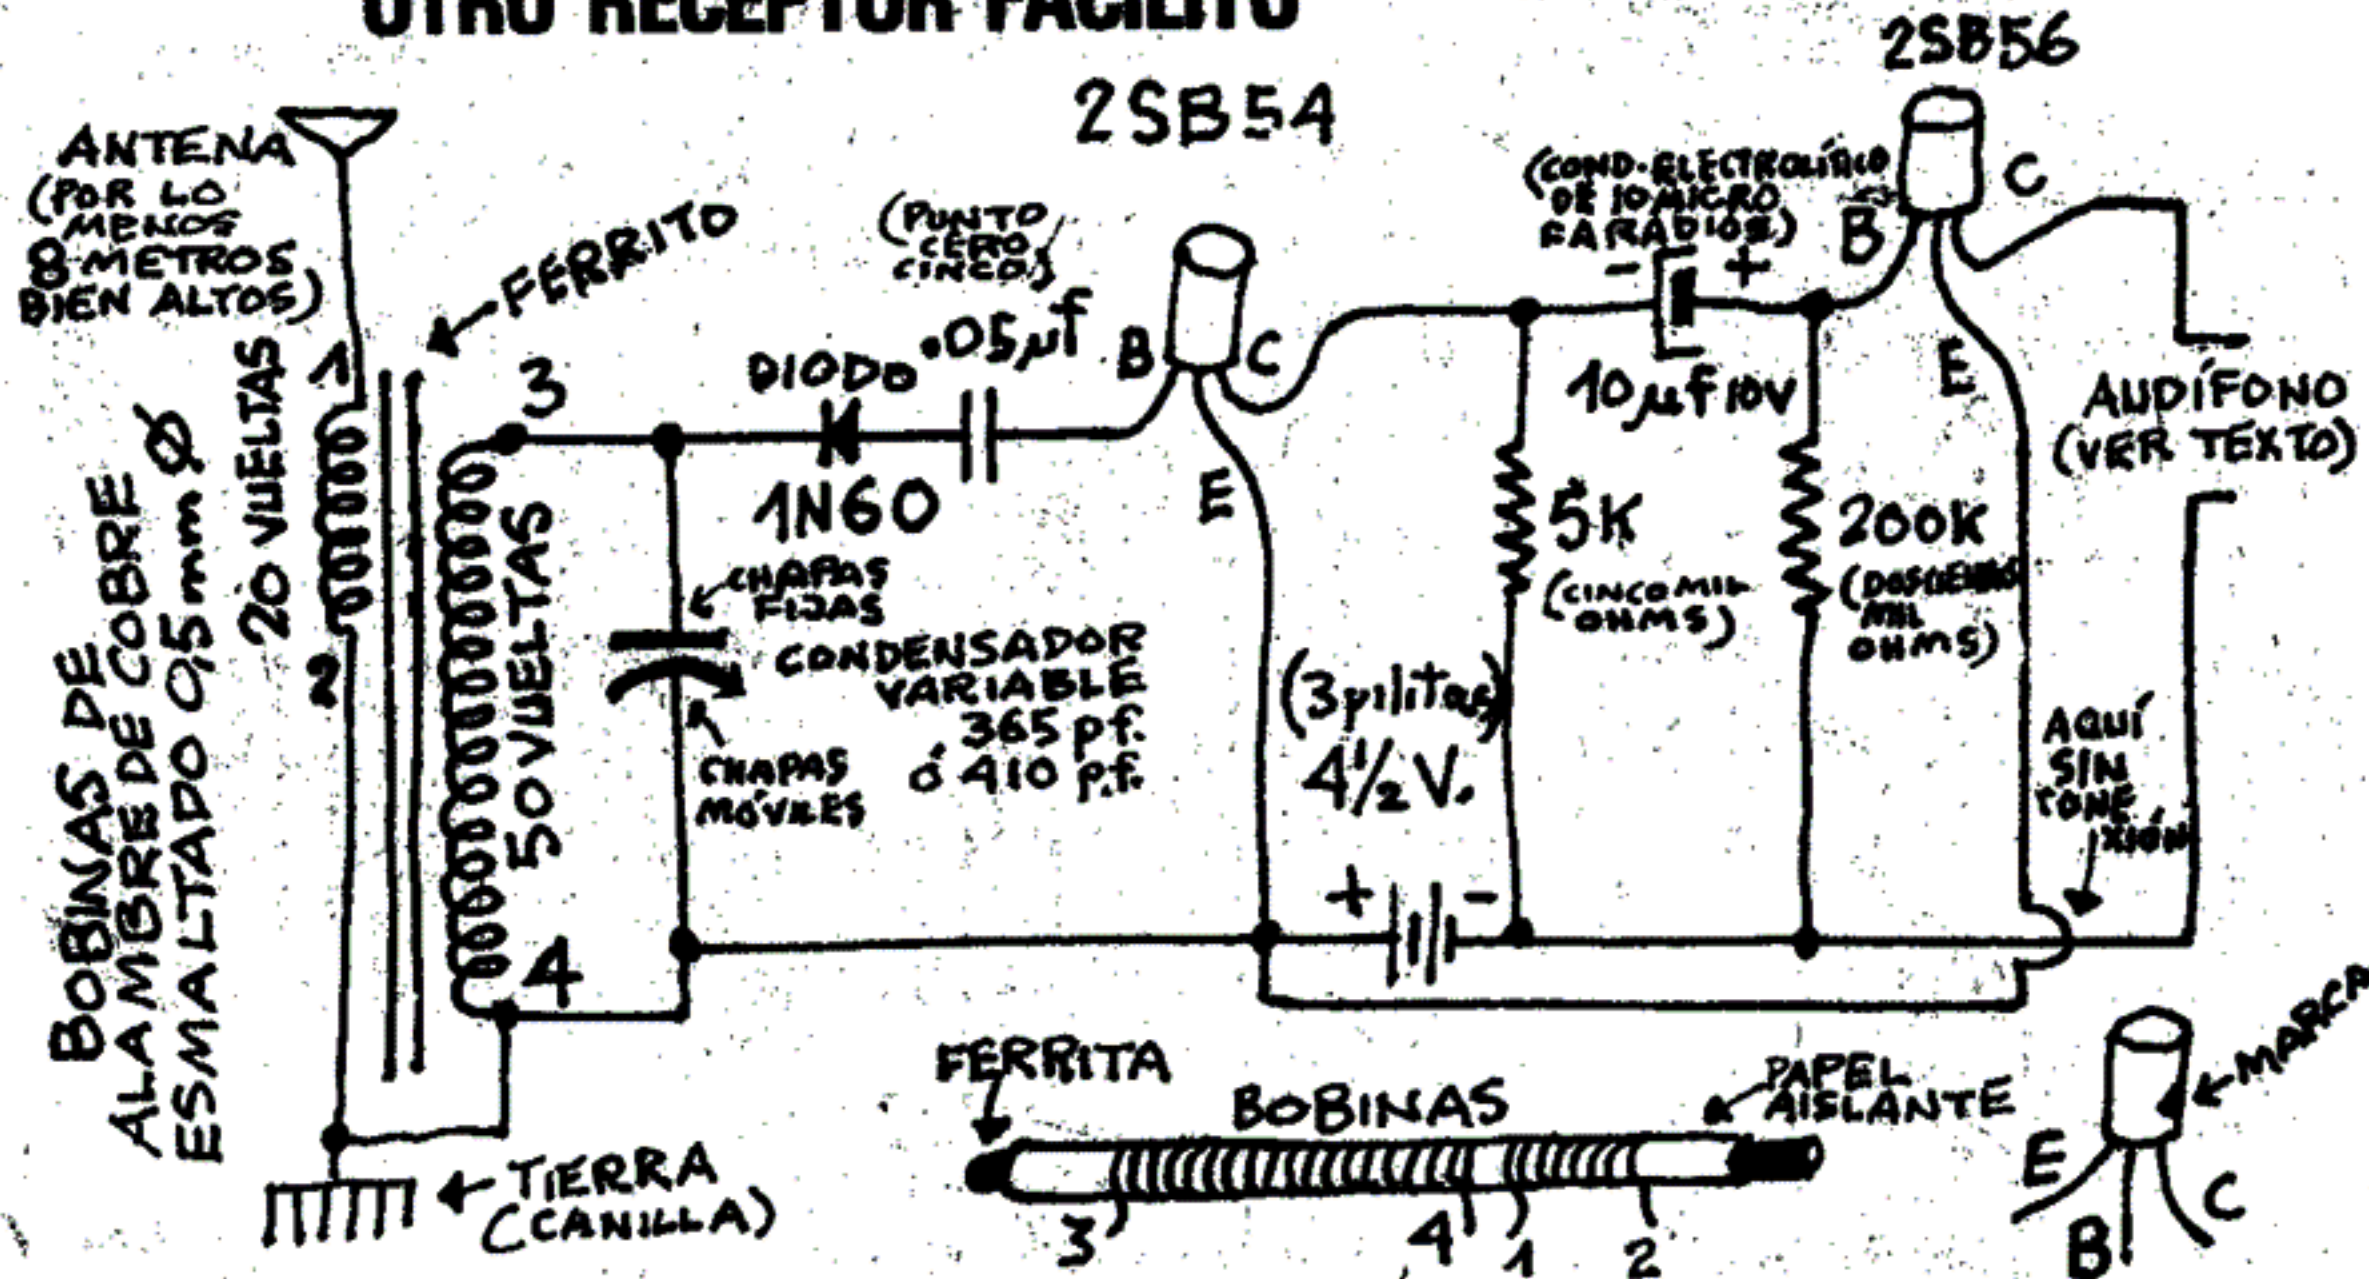 OTRO RECEPTOR FACILITO
2SB54
2SB56
ANTENA
(POR LO
MENOS
8 METROS
BIEN ALTOS)
FERRITO
(PUNTO
CERO
CINCO)
.05µf
(COND. ELECTROLÍTICO
DE 10 MICRO
FARADIOS)
- +
10µf 10V
B
C
E
B
C
E
1
20 VUELTAS
2
BOBINAS DE
ALAMBRE DE COBRE
ESMALTADO 0,5mm Ø
3
50 VUELTAS
4
DIODO
1N60
CHAPAS
FIJAS
CONDENSADOR
VARIABLE
365 pf.
ó 410 p.f.
CHAPAS
MÓVILES
5K
(CINCO MIL
OHMS)
200K
(DOSCIENTOS
MIL
OHMS)
AUDÍFONO
(VER TEXTO)
(3 pilitas)
4½ V.
+ -
AQUÍ
SIN
CONE
XIÓN
TIERRA
(CANILLA)
FERRITA
BOBINAS
PAPEL
AISLANTE
3
4
1
2
MARCA
E
B
C